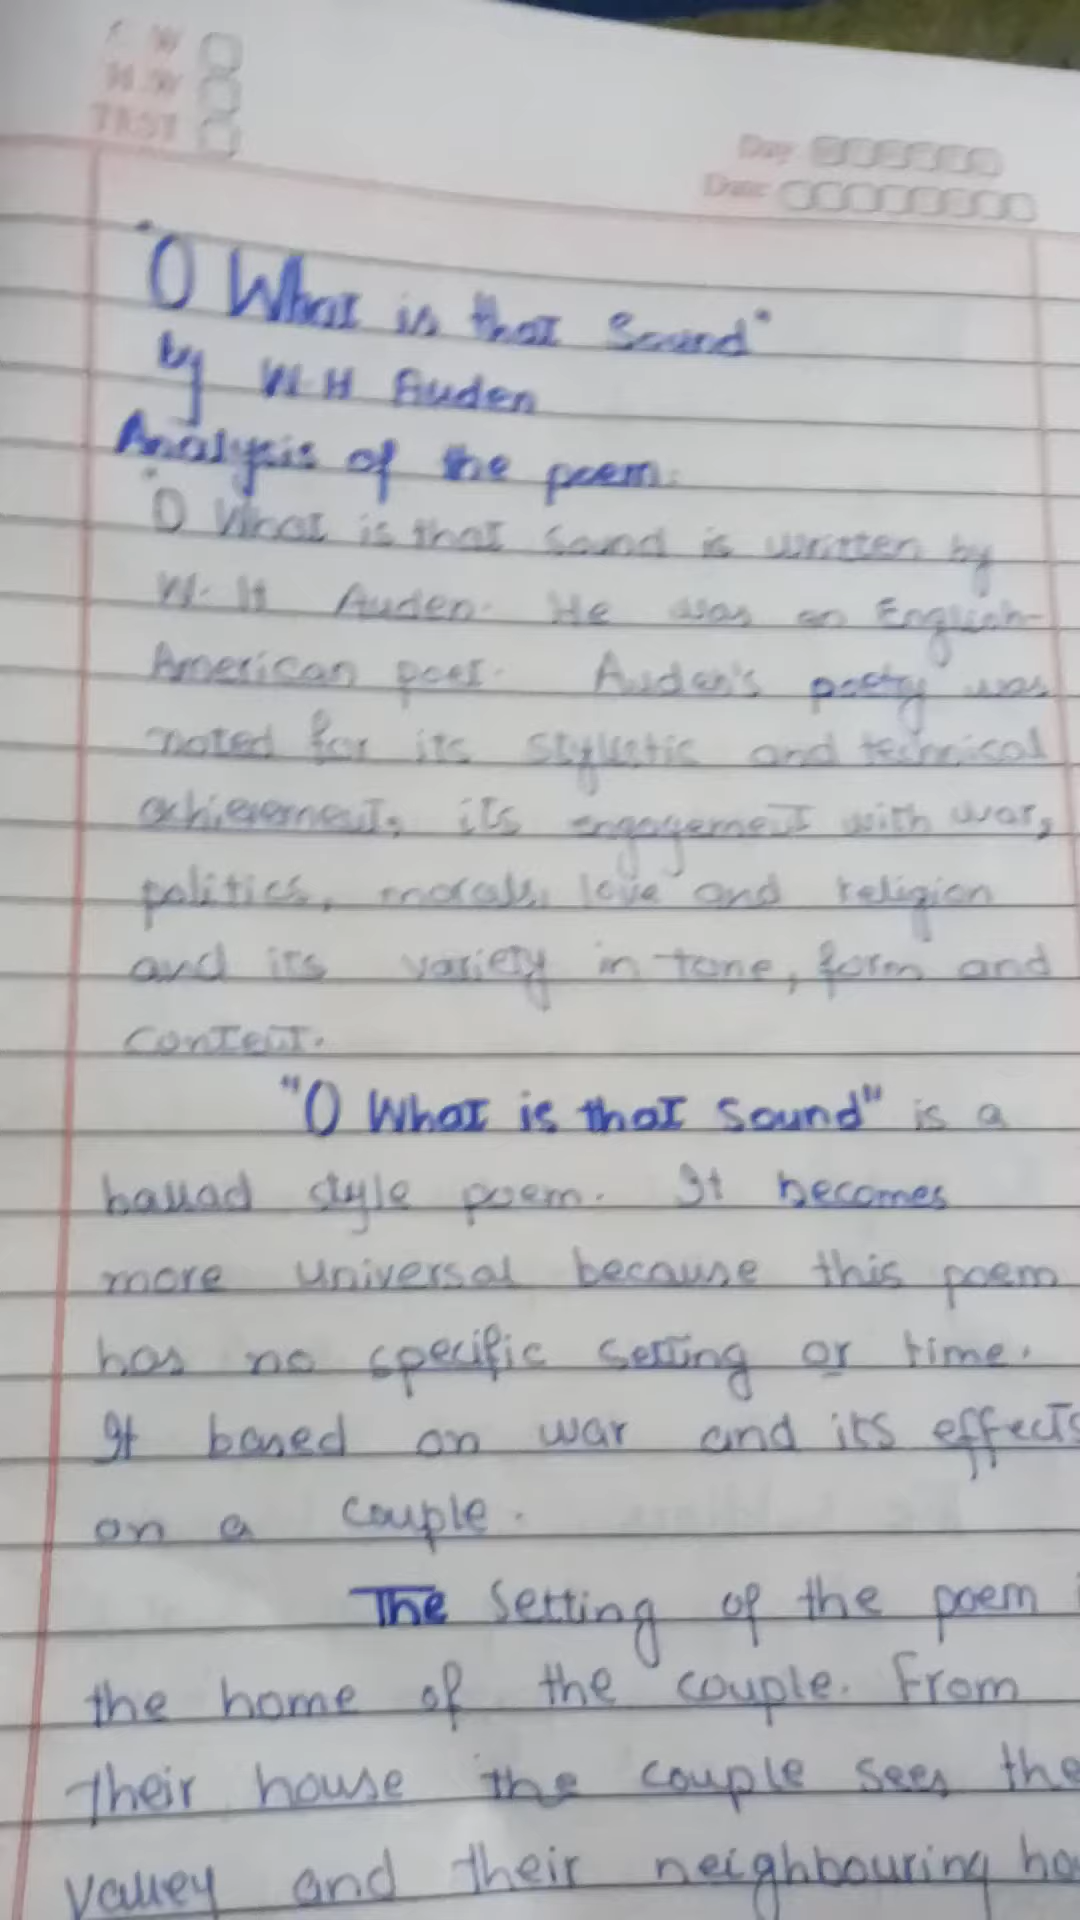 C.W
H.W
TEST
Day
Date
"O What is that Sound"
by W.H Auden
Analysis of the poem.
"O What is that Sound is written by
W.H Auden. He was an English-
American poet. Auden's poetry was
noted for its stylistic and technical
achievement, its engagement with war,
politics, morals, love and religion
and its variety in tone, form and
content.
"O What is that Sound" is a
ballad style poem. It becomes
more universal because this poem
has no specific setting or time.
It based on war and its effects
on a couple.
The setting of the poem
the home of the couple. From
their house the couple sees the
valley and their neighbouring